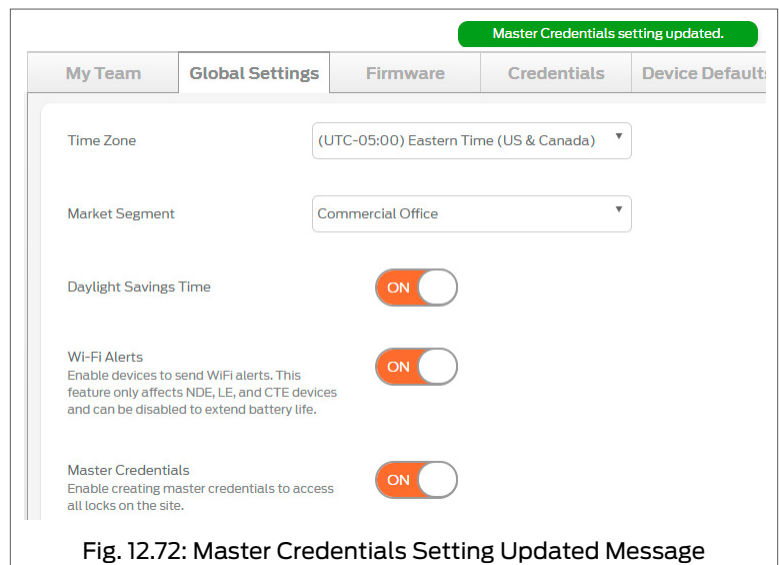 Master Credentials setting updated.
My Team Global Settings Firmware Credentials Device Default
Time Zone (UTC-05:00) Eastern Time (US & Canada)
Market Segment Commercial Office
Daylight Savings Time ON
Wi-Fi Alerts
Enable devices to send WiFi alerts. This
feature only affects NDE, LE, and CTE devices
and can be disabled to extend battery life.
ON
Master Credentials
Enable creating master credentials to access
all locks on the site.
ON
Fig. 12.72: Master Credentials Setting Updated Message